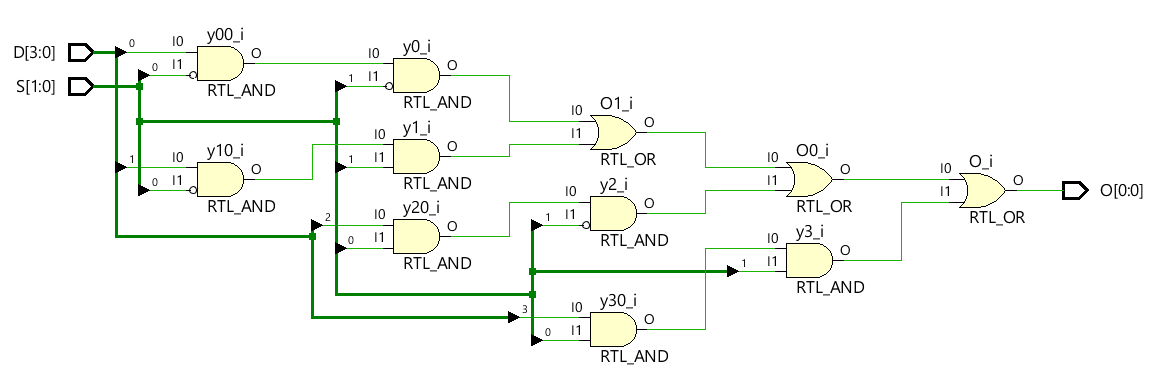 D[3:0]
S[1:0]
0
I0
I1
0
y00_i
O
RTL_AND
1
I0
I1
0
y10_i
O
RTL_AND
I0
1
I1
y0_i
O
RTL_AND
I0
1
I1
y1_i
O
RTL_AND
2
I0
0
I1
y20_i
O
RTL_AND
I0
I1
O1_i
O
RTL_OR
I0
1
I1
y2_i
O
RTL_AND
3
I0
0
I1
y30_i
O
RTL_AND
I0
I1
O0_i
O
RTL_OR
I0
1
I1
y3_i
O
RTL_AND
I0
I1
O_i
O
RTL_OR
O[0:0]